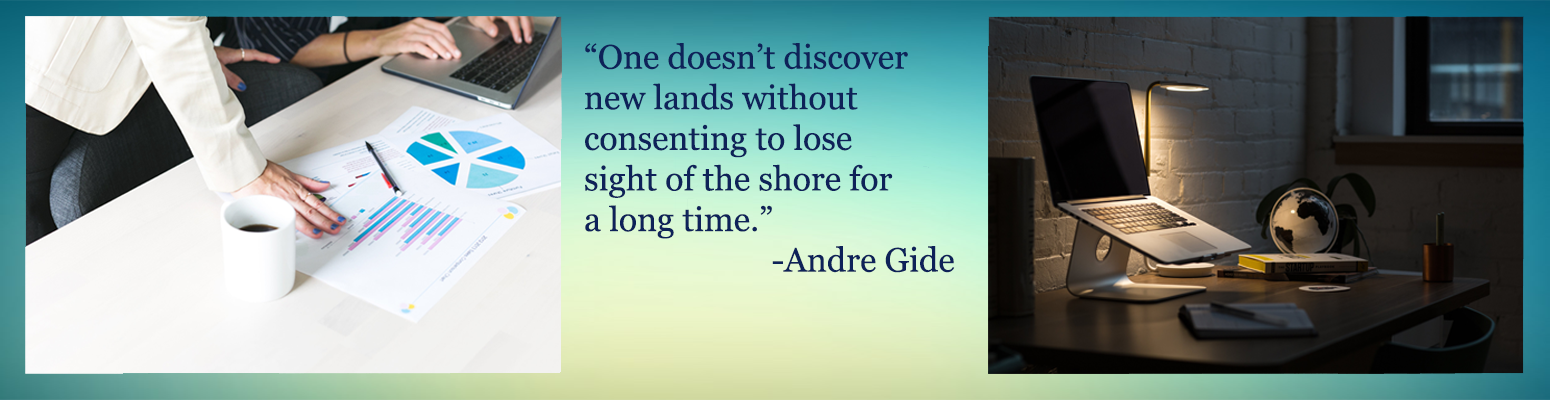 “One doesn’t discover
new lands without
consenting to lose
sight of the shore for
a long time.”
-Andre Gide